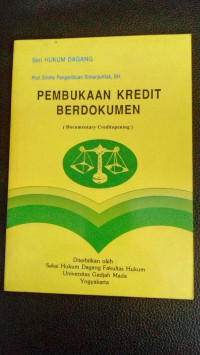 Seri HUKUM DAGANG
Prof. Emmy Pangaribuan Simanjuntak, SH
PEMBUKAAN KREDIT
BERDOKUMEN
( Documentary Creditopening )
Diterbitkan oleh :
Seksi Hukum Dagang Fakultas Hukum
Universitas Gadjah Mada
Yogyakarta